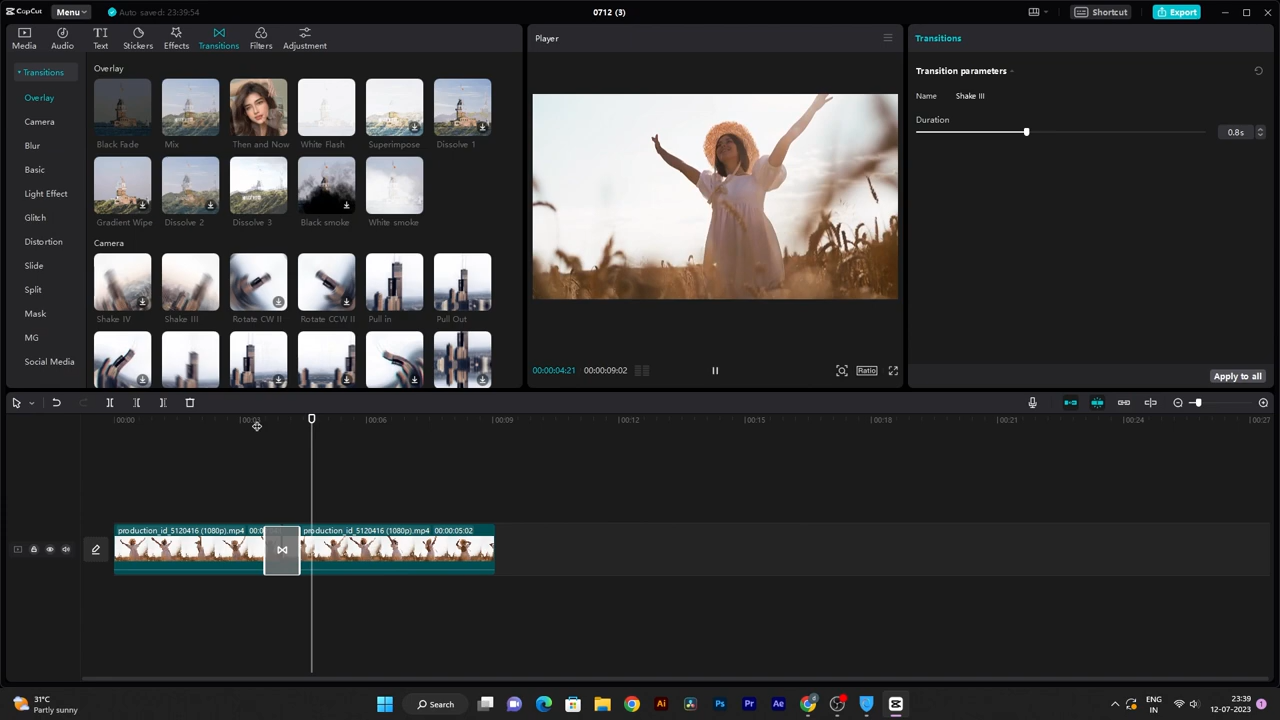 CapCut
Menu
Auto saved: 23:39:54
0712 (3)
Shortcut
Export
Media
Audio
Text
Stickers
Effects
Transitions
Filters
Adjustment
Transitions
Overlay
Camera
Blur
Basic
Light Effect
Glitch
Distortion
Slide
Split
Mask
MG
Social Media
Overlay
Black Fade
Mix
Then and Now
White Flash
Superimpose
Dissolve 1
Gradient Wipe
Dissolve 2
Dissolve 3
Black smoke
White smoke
Camera
Shake IV
Shake III
Rotate CW II
Rotate CCW II
Pull in
Pull Out
Player
00:00:04:21
00:00:09:02
Ratio
Transitions
Transition parameters
Name
Shake III
Duration
0.8s
Apply to all
00:00
00:06
00:09
00:12
00:15
00:18
00:21
00:24
00:27
production_id_5120416 (1080p).mp4
production_id_5120416 (1080p).mp4 00:00:05:02
31°C
Partly sunny
Search
ENG
IN
23:39
12-07-2023